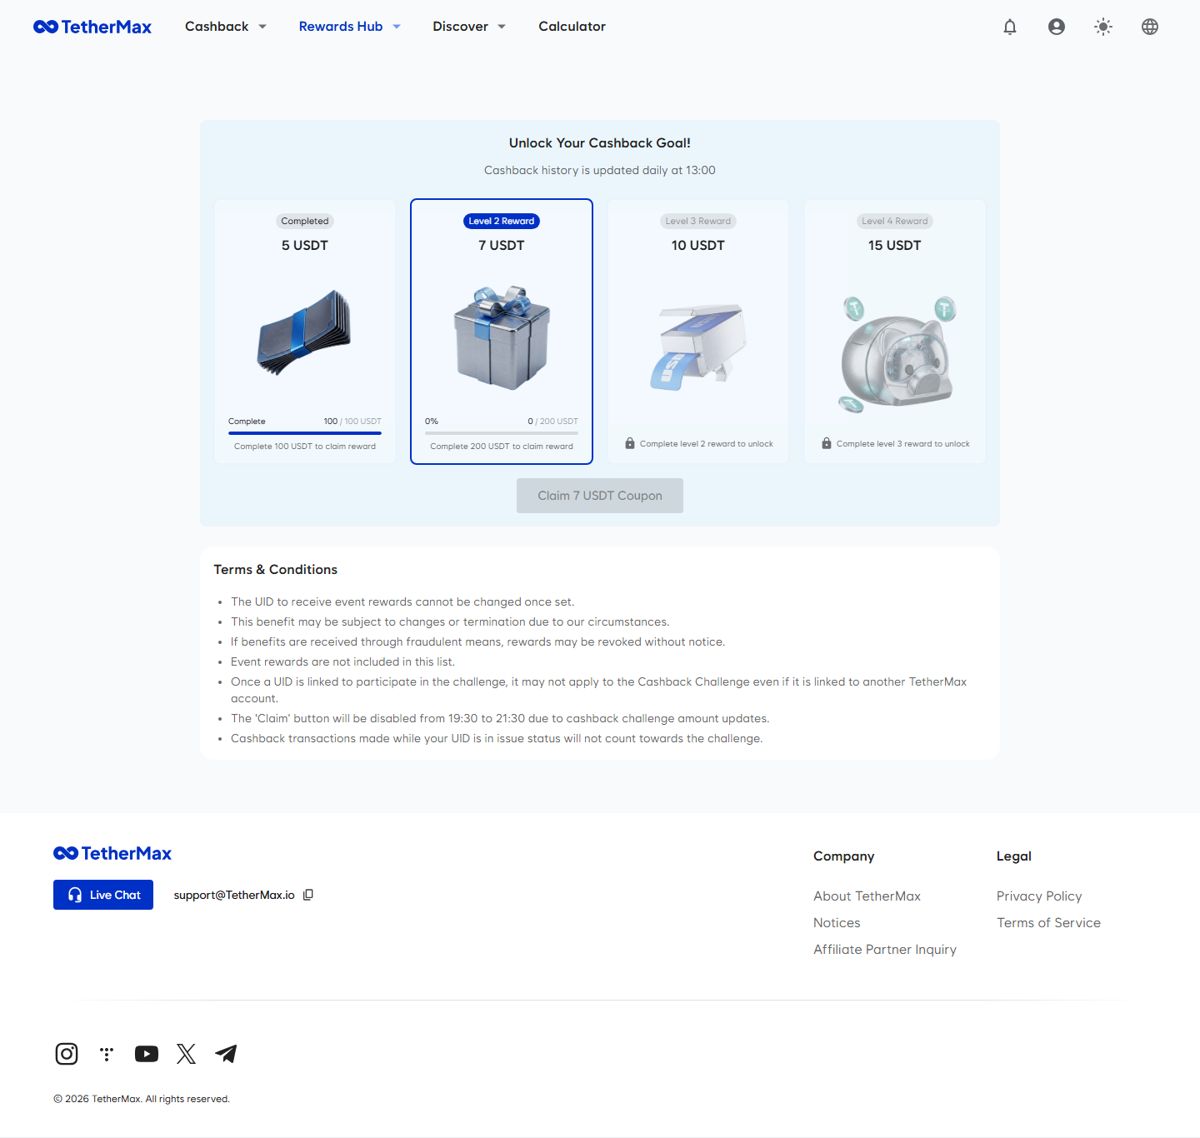 TetherMax
Cashback
Rewards Hub
Discover
Calculator
Unlock Your Cashback Goal!
Cashback history is updated daily at 13:00
Completed
5 USDT
Complete
100 / 100 USDT
Complete 100 USDT to claim reward
Level 2 Reward
7 USDT
0%
0 / 200 USDT
Complete 200 USDT to claim reward
Level 3 Reward
10 USDT
Complete level 2 reward to unlock
Level 4 Reward
15 USDT
Complete level 3 reward to unlock
Claim 7 USDT Coupon
Terms & Conditions
• The UID to receive event rewards cannot be changed once set.
• This benefit may be subject to changes or termination due to our circumstances.
• If benefits are received through fraudulent means, rewards may be revoked without notice.
• Event rewards are not included in this list.
• Once a UID is linked to participate in the challenge, it may not apply to the Cashback Challenge even if it is linked to another TetherMax
account.
• The 'Claim' button will be disabled from 19:30 to 21:30 due to cashback challenge amount updates.
• Cashback transactions made while your UID is in issue status will not count towards the challenge.
TetherMax
Live Chat
support@TetherMax.io
Company
About TetherMax
Notices
Affiliate Partner Inquiry
Legal
Privacy Policy
Terms of Service
© 2026 TetherMax. All rights reserved.